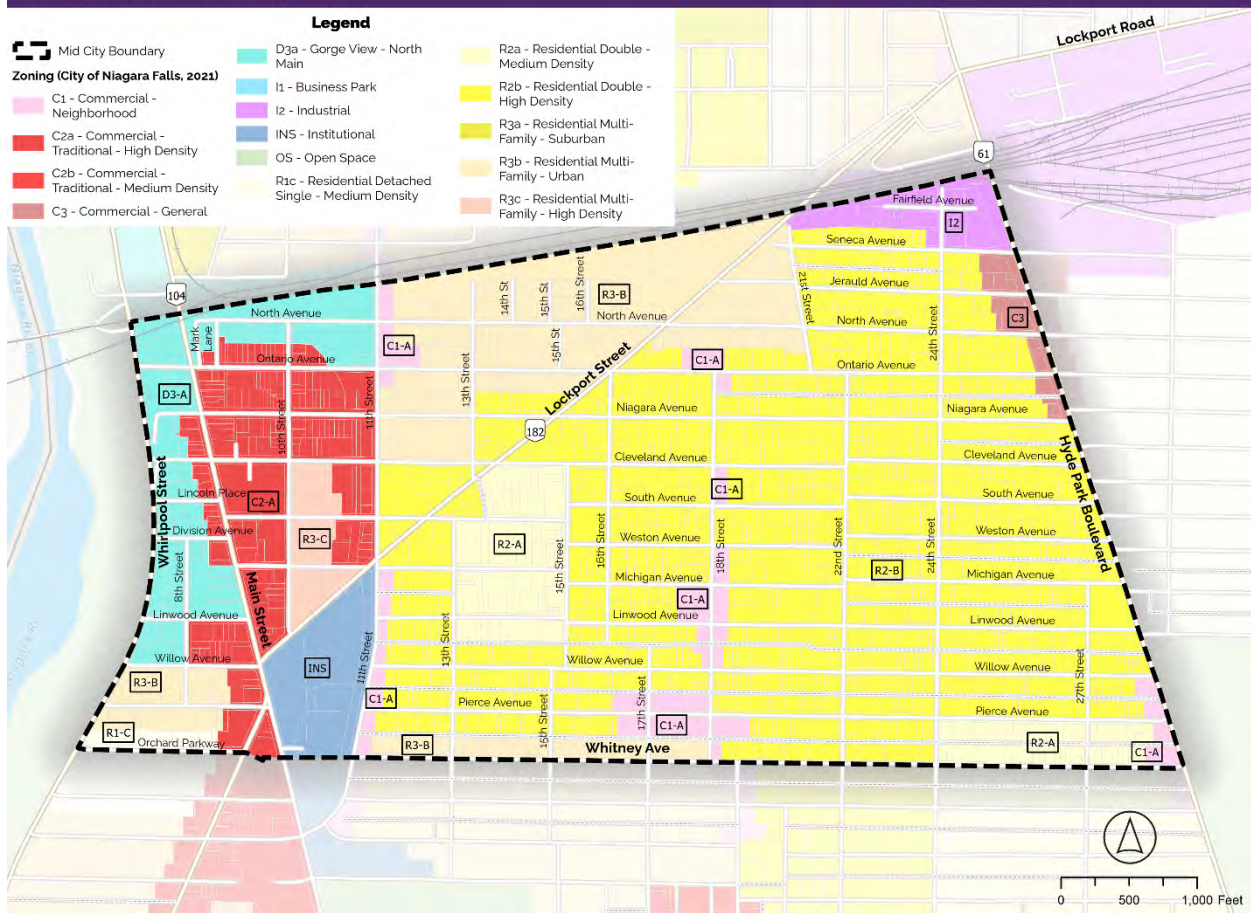 Legend
Mid City Boundary
Zoning (City of Niagara Falls, 2021)
C1 - Commercial -
Neighborhood
C2a - Commercial -
Traditional - High Density
C2b - Commercial -
Traditional - Medium Density
C3 - Commercial - General
D3a - Gorge View - North
Main
I1 - Business Park
I2 - Industrial
INS - Institutional
OS - Open Space
R1c - Residential Detached
Single - Medium Density
R2a - Residential Double -
Medium Density
R2b - Residential Double -
High Density
R3a - Residential Multi-
Family - Suburban
R3b - Residential Multi-
Family - Urban
R3c - Residential Multi-
Family - High Density
Lockport Road
61
Fairfield Avenue
I2
Seneca Avenue
Jerauld Avenue
21st Street
24th Street
North Avenue
C3
Ontario Avenue
Niagara Avenue
Niagara Avenue
104
North Avenue
Mark
Lane
Ontario Avenue
C1-A
14th St
15th St
16th Street
R3-B
North Avenue
15th St
13th Street
Lockport Street
182
C1-A
D3-A
10th Street
11th Street
Cleveland Avenue
Cleveland Avenue
Lincoln Place
C2-A
South Avenue
C1-A
South Avenue
Hyde Park Boulevard
Whirlpool Street
Division Avenue
R3-C
R2-A
16th Street
Weston Avenue
18th Street
22nd Street
24th Street
Weston Avenue
8th Street
15th Street
Michigan Avenue
R2-B
Michigan Avenue
Main Street
Linwood Avenue
C1-A
Linwood Avenue
Linwood Avenue
13th Street
Willow Avenue
INS
11th Street
Willow Avenue
Willow Avenue
27th Street
R3-B
C1-A
Pierce Avenue
15th Street
17th Street
C1-A
Pierce Avenue
R1-C
Orchard Parkway
R3-B
Whitney Ave
R2-A
C1-A
0 500 1,000 Feet